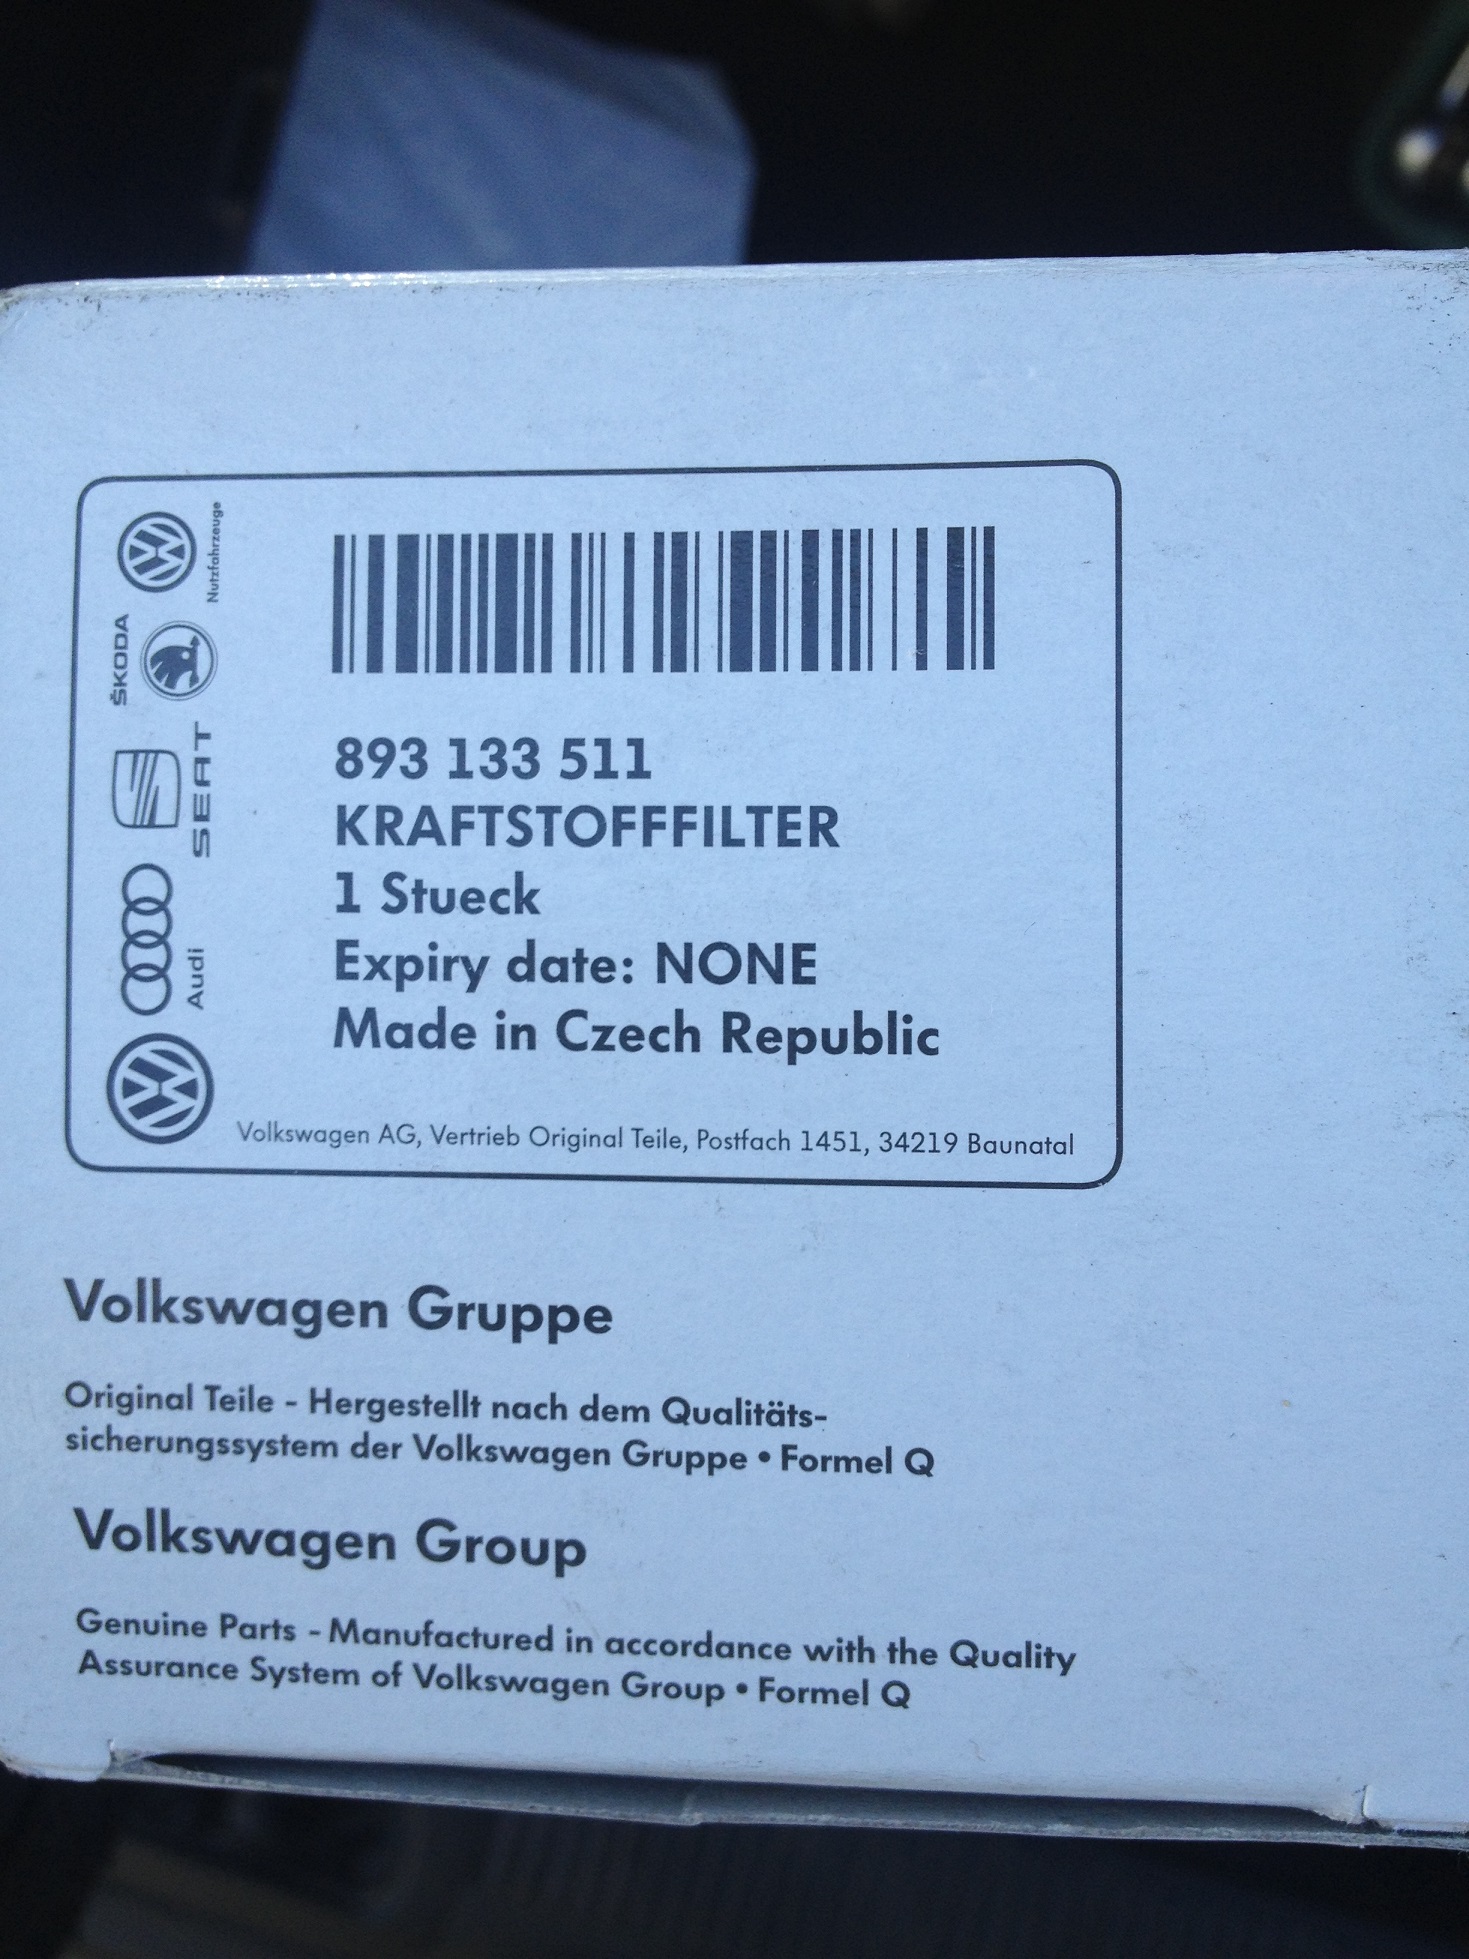 Nutzfahrzeuge
ŠKODA
SEAT
Audi
893 133 511
KRAFTSTOFFFILTER
1 Stueck
Expiry date: NONE
Made in Czech Republic
Volkswagen AG, Vertrieb Original Teile, Postfach 1451, 34219 Baunatal
Volkswagen Gruppe
Original Teile - Hergestellt nach dem Qualitäts-
sicherungssystem der Volkswagen Gruppe • Formel Q
Volkswagen Group
Genuine Parts - Manufactured in accordance with the Quality
Assurance System of Volkswagen Group • Formel Q